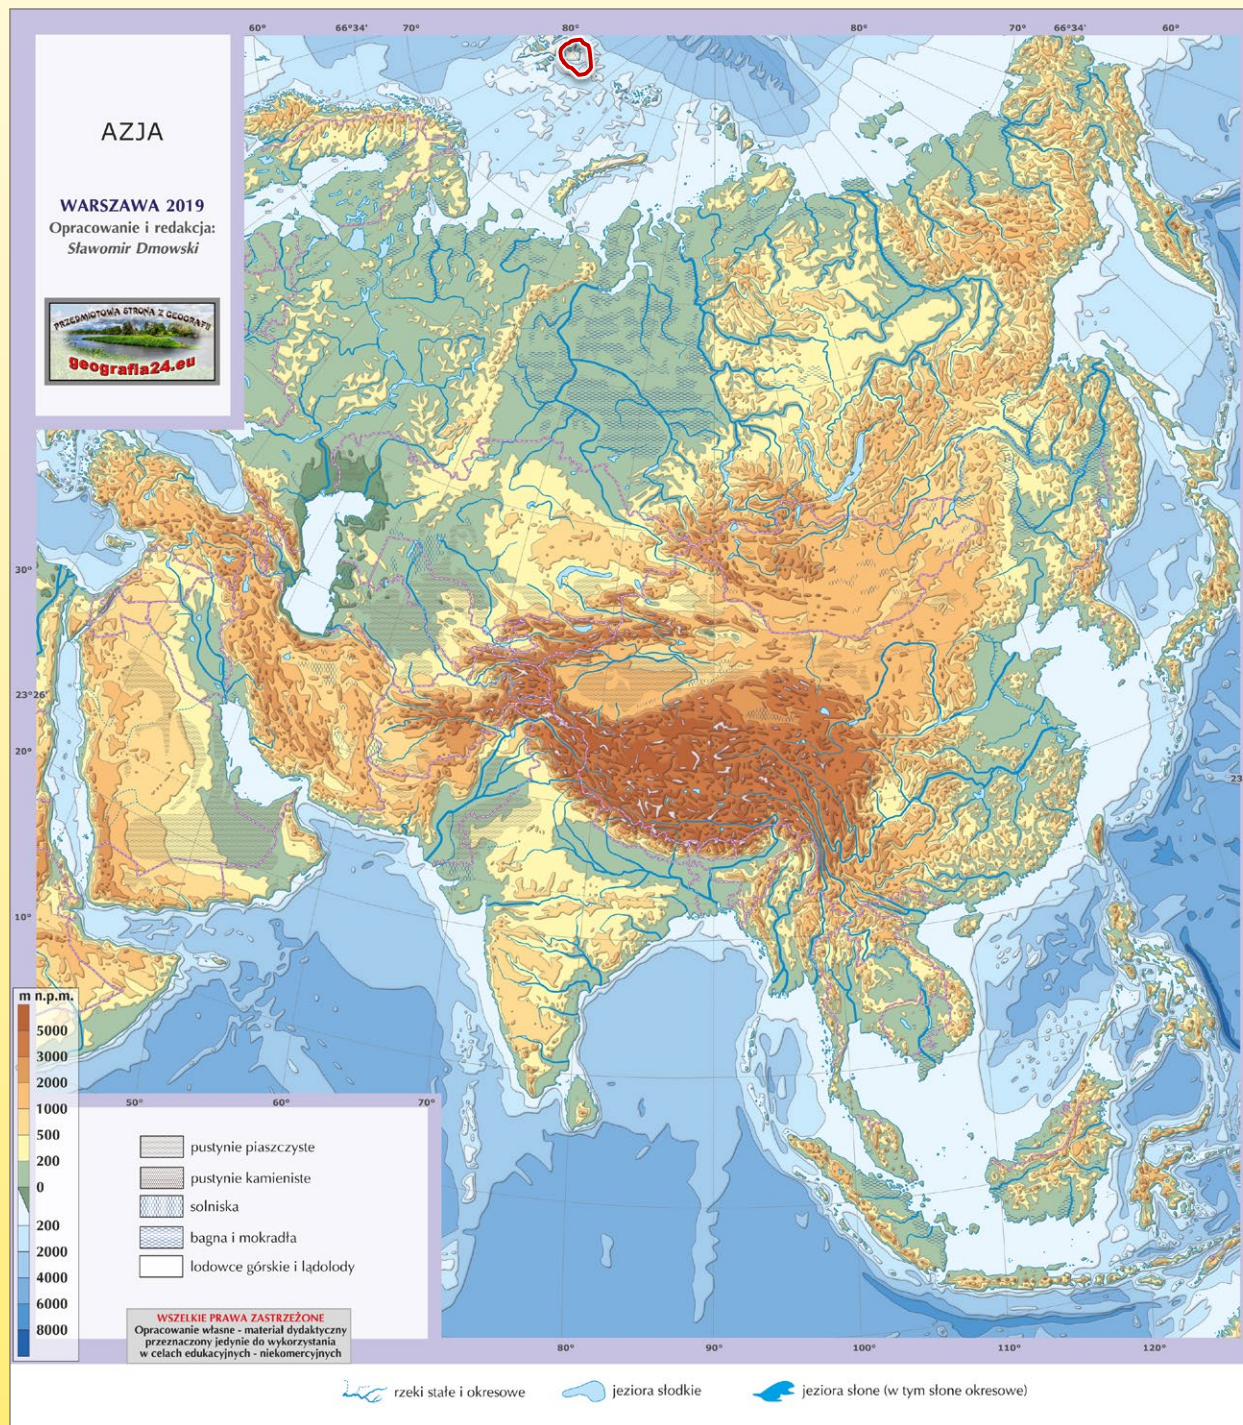 60° 66°34' 70° 80° 80° 70° 66°34' 60°
AZJA
WARSZAWA 2019
Opracowanie i redakcja:
Sławomir Dmowski
PRZEDMIOTOWA STRONA Z GEOGRAFII
geografia24.eu
30°
23°26'
20°
23
10°
m n.p.m.
5000
3000
2000
1000
500
200
0
200
2000
4000
6000
8000
50° 60° 70°
pustynie piaszczyste
pustynie kamieniste
solniska
bagna i mokradła
lodowce górskie i lądolody
WSZELKIE PRAWA ZASTRZEŻONE
Opracowanie własne - materiał dydaktyczny
przeznaczony jedynie do wykorzystania
w celach edukacyjnych - niekomercyjnych
80° 90° 100° 110° 120°
rzeki stałe i okresowe jeziora słodkie jeziora słone (w tym słone okresowe)